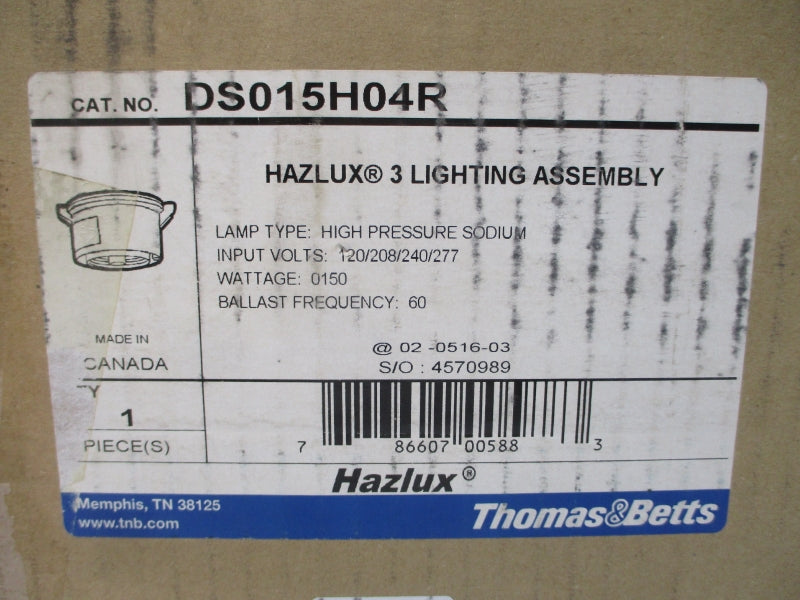 CAT. NO. DS015H04R
HAZLUX® 3 LIGHTING ASSEMBLY
LAMP TYPE: HIGH PRESSURE SODIUM
INPUT VOLTS: 120/208/240/277
WATTAGE: 0150
BALLAST FREQUENCY: 60
MADE IN
CANADA
@ 02 -0516-03
S/O : 4570989
TY
1
PIECE(S)
7 86607 00588 3
Hazlux®
Memphis, TN 38125
www.tnb.com
Thomas&Betts